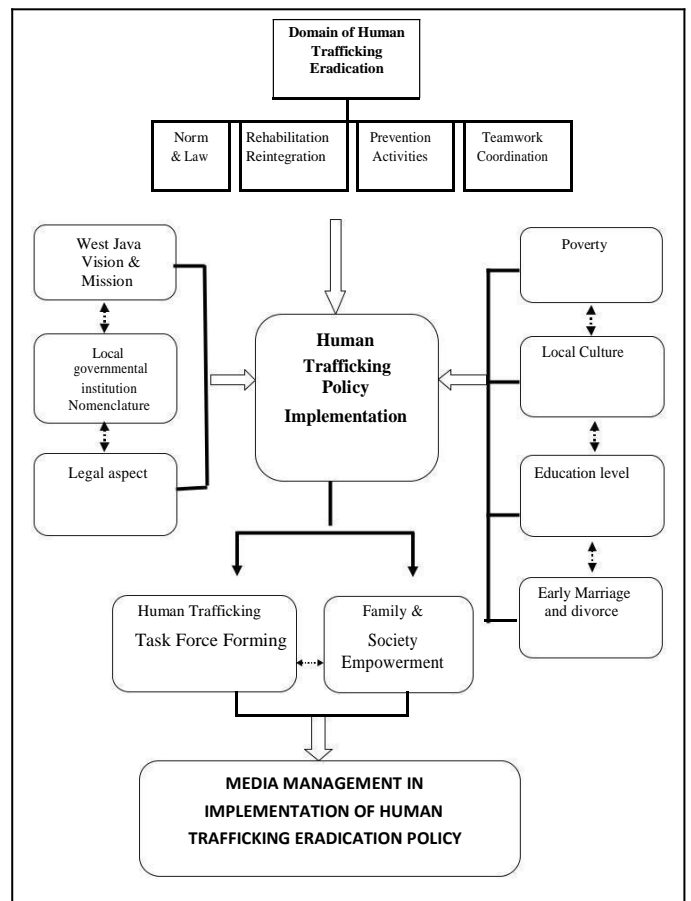 Domain of Human
Trafficking
Eradication
Norm
& Law
Rehabilitation
Reintegration
Prevention
Activities
Teamwork
Coordination
West Java
Vision &
Mission
Local
governmental
institution
Nomenclature
Legal aspect
Human
Trafficking
Policy
Implementation
Poverty
Local Culture
Education level
Early Marriage
and divorce
Human Trafficking
Task Force Forming
Family &
Society
Empowerment
MEDIA MANAGEMENT IN
IMPLEMENTATION OF HUMAN
TRAFFICKING ERADICATION POLICY